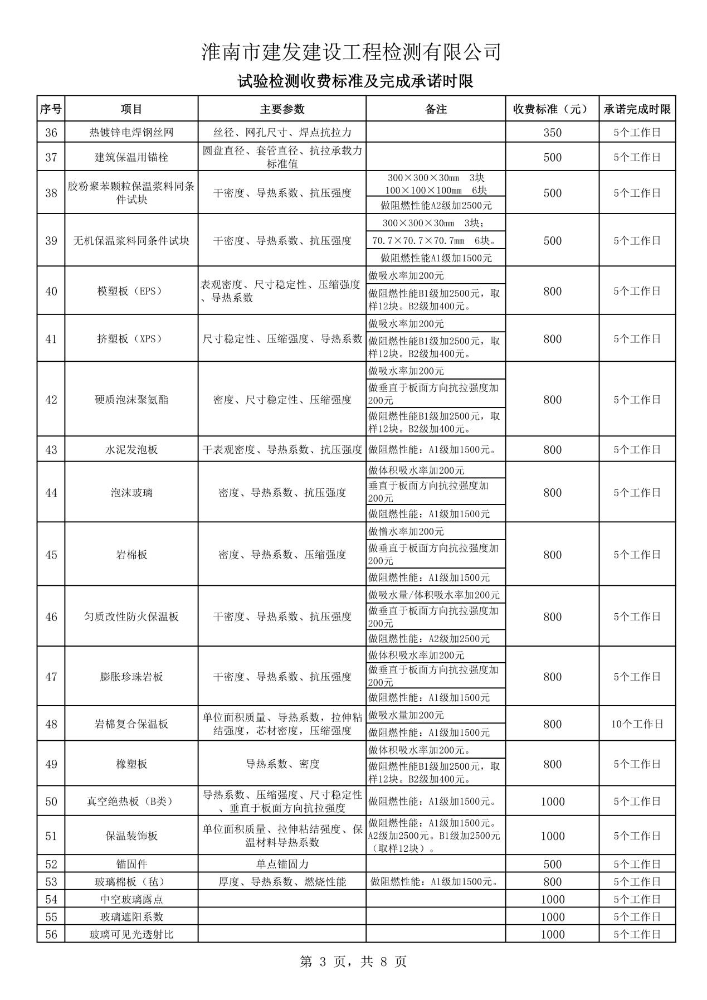 淮南市建发建设工程检测有限公司
试验检测收费标准及完成承诺时限
序号 项目 主要参数 备注 收费标准（元） 承诺完成时限
36 热镀锌电焊钢丝网 丝径、网孔尺寸、焊点抗拉力 350 5个工作日
37 建筑保温用锚栓 圆盘直径、套管直径、抗拉承载力
标准值 500 5个工作日
38 胶粉聚苯颗粒保温浆料同条
件试块 干密度、导热系数、抗压强度 300×300×30mm 3块
100×100×100mm 6块
做阻燃性能A2级加2500元 500 5个工作日
39 无机保温浆料同条件试块 干密度、导热系数、抗压强度 300×300×30mm 3块；
70.7×70.7×70.7mm 6块。
做阻燃性能A1级加1500元 500 5个工作日
40 模塑板（EPS） 表观密度、尺寸稳定性、压缩强度
、导热系数 做吸水率加200元
做阻燃性能B1级加2500元，取
样12块。B2级加400元。 800 5个工作日
41 挤塑板（XPS） 尺寸稳定性、压缩强度、导热系数 做吸水率加200元
做阻燃性能B1级加2500元，取
样12块。B2级加400元。 800 5个工作日
42 硬质泡沫聚氨酯 密度、尺寸稳定性、压缩强度 做吸水率加200元
做垂直于板面方向抗拉强度加
200元
做阻燃性能B1级加2500元，取
样12块。B2级加400元。 800 5个工作日
43 水泥发泡板 干表观密度、导热系数、抗压强度 做阻燃性能：A1级加1500元。 800 5个工作日
44 泡沫玻璃 密度、导热系数、抗压强度 做体积吸水率加200元
垂直于板面方向抗拉强度加
200元
做阻燃性能：A1级加1500元 800 5个工作日
45 岩棉板 密度、导热系数、压缩强度 做憎水率加200元
做垂直于板面方向抗拉强度加
200元
做阻燃性能：A1级加1500元 800 5个工作日
46 匀质改性防火保温板 干密度、导热系数、抗压强度 做吸水量/体积吸水率加200元
做垂直于板面方向抗拉强度加
200元
做阻燃性能：A2级加2500元 800 5个工作日
47 膨胀珍珠岩板 干密度、导热系数、抗压强度 做体积吸水率加200元
做垂直于板面方向抗拉强度加
200元
做阻燃性能：A1级加1500元 800 5个工作日
48 岩棉复合保温板 单位面积质量、导热系数，拉伸粘
结强度，芯材密度，压缩强度 做吸水量加200元
做阻燃性能：A1级加1500元 800 10个工作日
49 橡塑板 导热系数、密度 做体积吸水率加200元。
做阻燃性能B1级加2500元，取
样12块。B2级加400元。 800 5个工作日
50 真空绝热板（B类） 导热系数、压缩强度、尺寸稳定性
、垂直于板面方向抗拉强度 做阻燃性能：A1级加1500元。 1000 5个工作日
51 保温装饰板 单位面积质量、拉伸粘结强度、保
温材料导热系数 做阻燃性能：A1级加1500元。
A2级加2500元。B1级加2500元
（取样12块）。 1000 5个工作日
52 锚固件 单点锚固力 500 5个工作日
53 玻璃棉板（毡） 厚度、导热系数、燃烧性能 做阻燃性能：A1级加1500元。 800 5个工作日
54 中空玻璃露点 1000 5个工作日
55 玻璃遮阳系数 1000 5个工作日
56 玻璃可见光透射比 1000 5个工作日
第 3 页，共 8 页